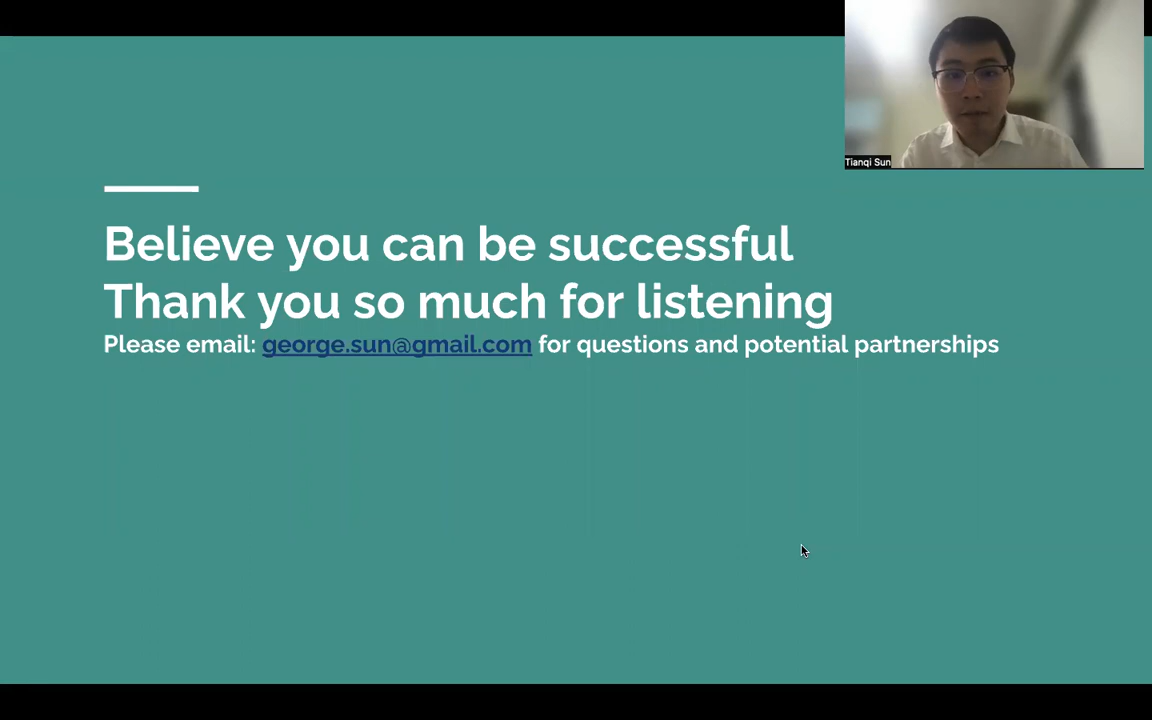 Tianqi Sun
Believe you can be successful
Thank you so much for listening
Please email: george.sun@gmail.com for questions and potential partnerships